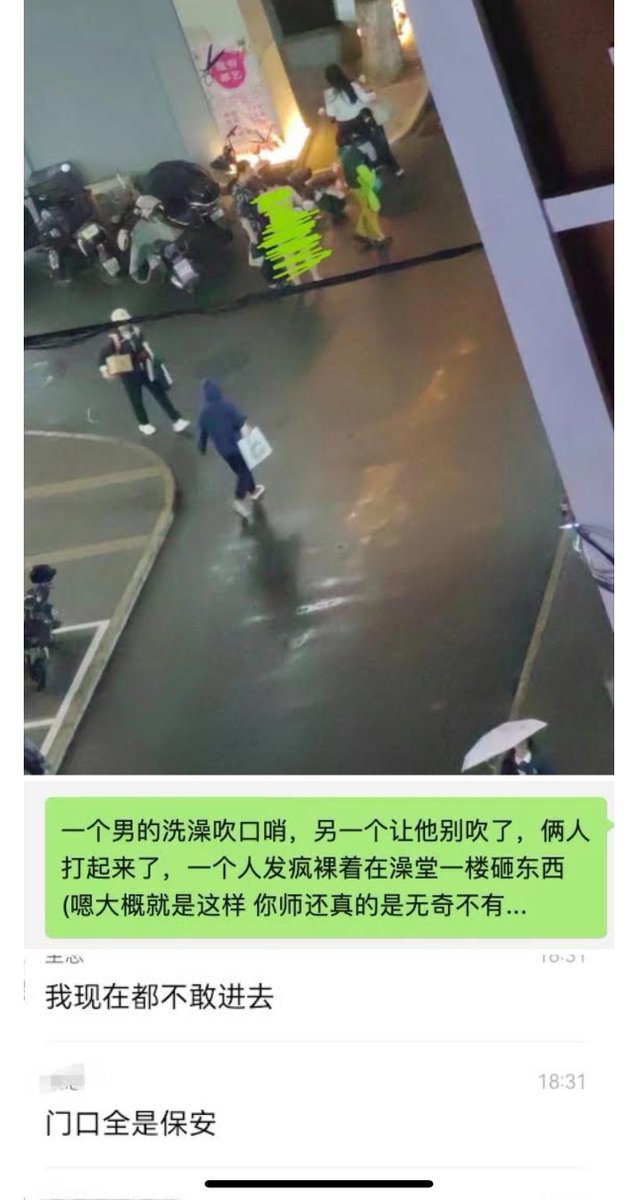 一个男的洗澡吹口哨，另一个让他别吹了，俩人
打起来了，一个人发疯裸着在澡堂一楼砸东西
(嗯大概就是这样 你师还真的是无奇不有...
18:31
我现在都不敢进去
18:31
门口全是保安